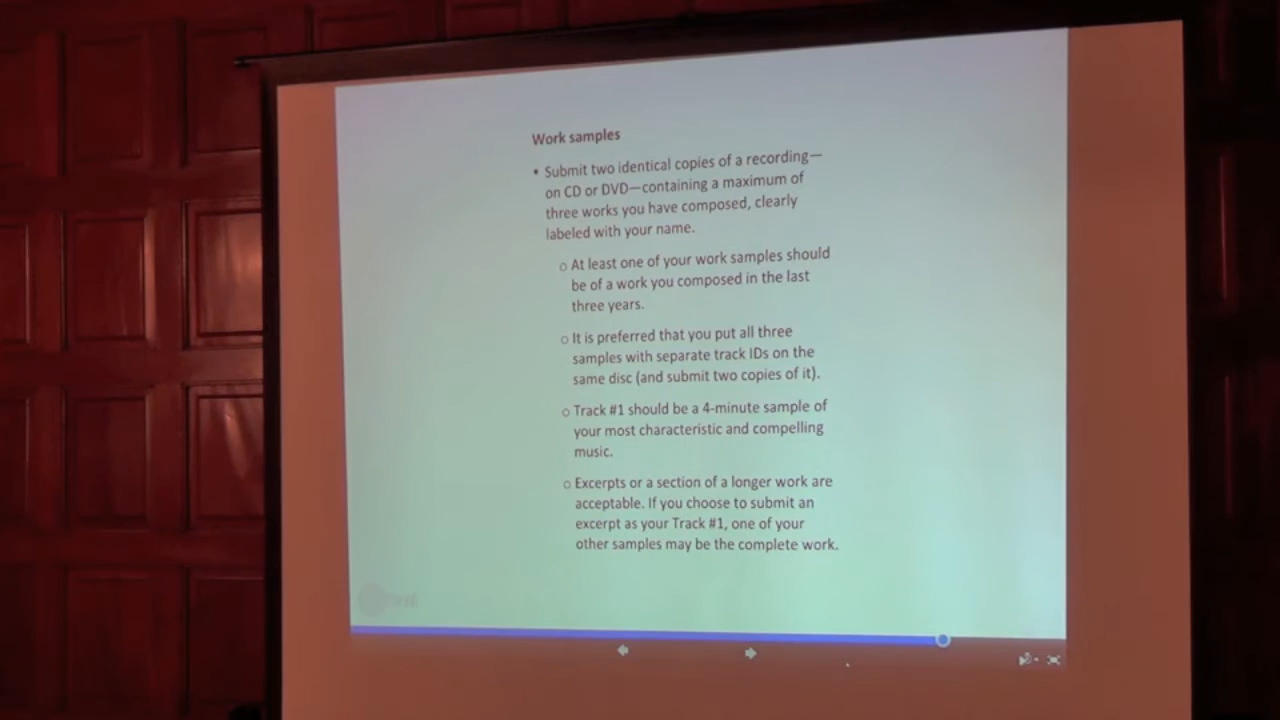 Work samples
• Submit two identical copies of a recording—
on CD or DVD—containing a maximum of
three works you have composed, clearly
labeled with your name.
o At least one of your work samples should
be of a work you composed in the last
three years.
o It is preferred that you put all three
samples with separate track IDs on the
same disc (and submit two copies of it).
o Track #1 should be a 4-minute sample of
your most characteristic and compelling
music.
o Excerpts or a section of a longer work are
acceptable. If you choose to submit an
excerpt as your Track #1, one of your
other samples may be the complete work.